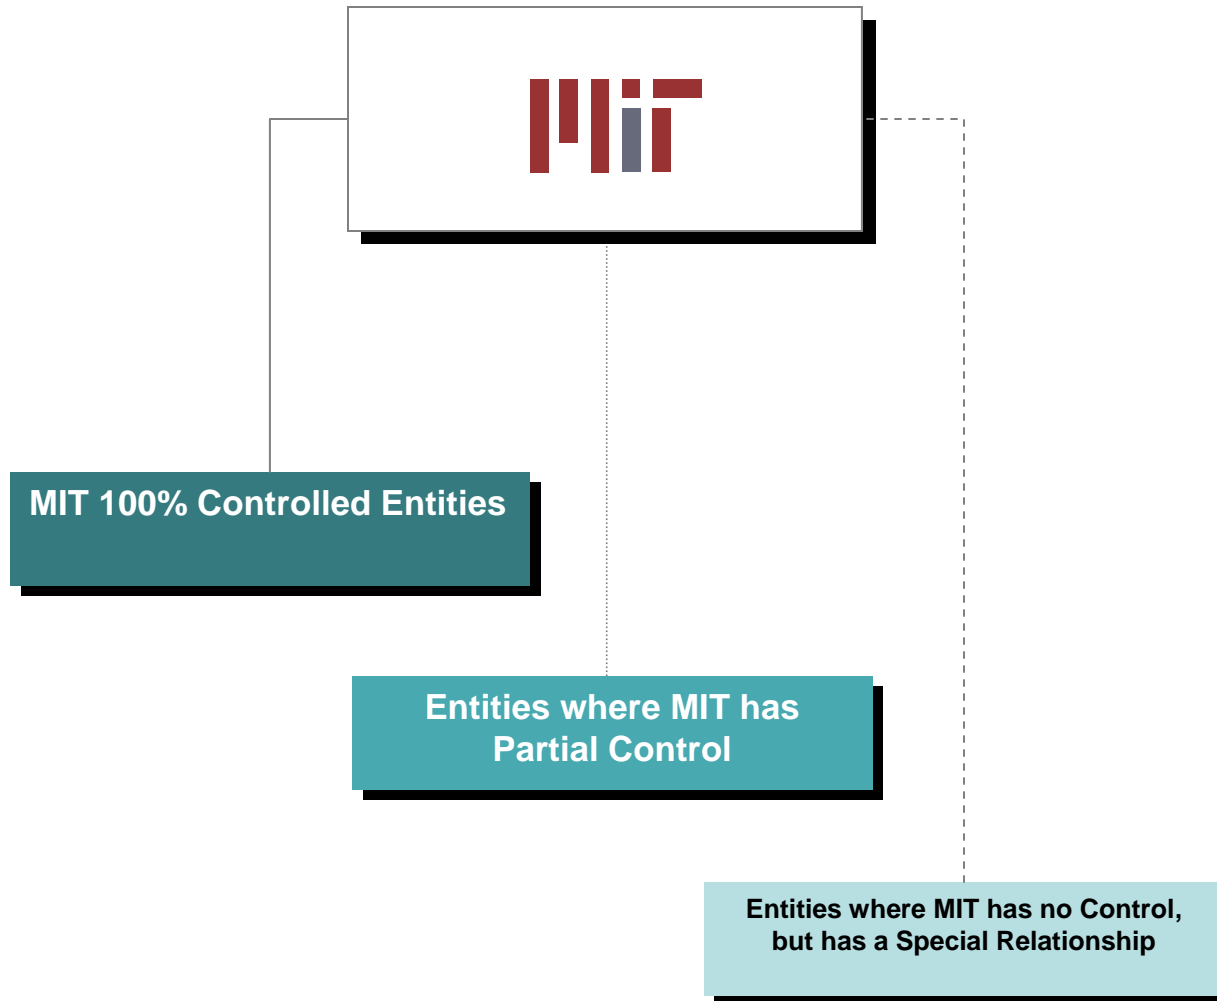 MIT
MIT 100% Controlled Entities
Entities where MIT has
Partial Control
Entities where MIT has no Control,
but has a Special Relationship